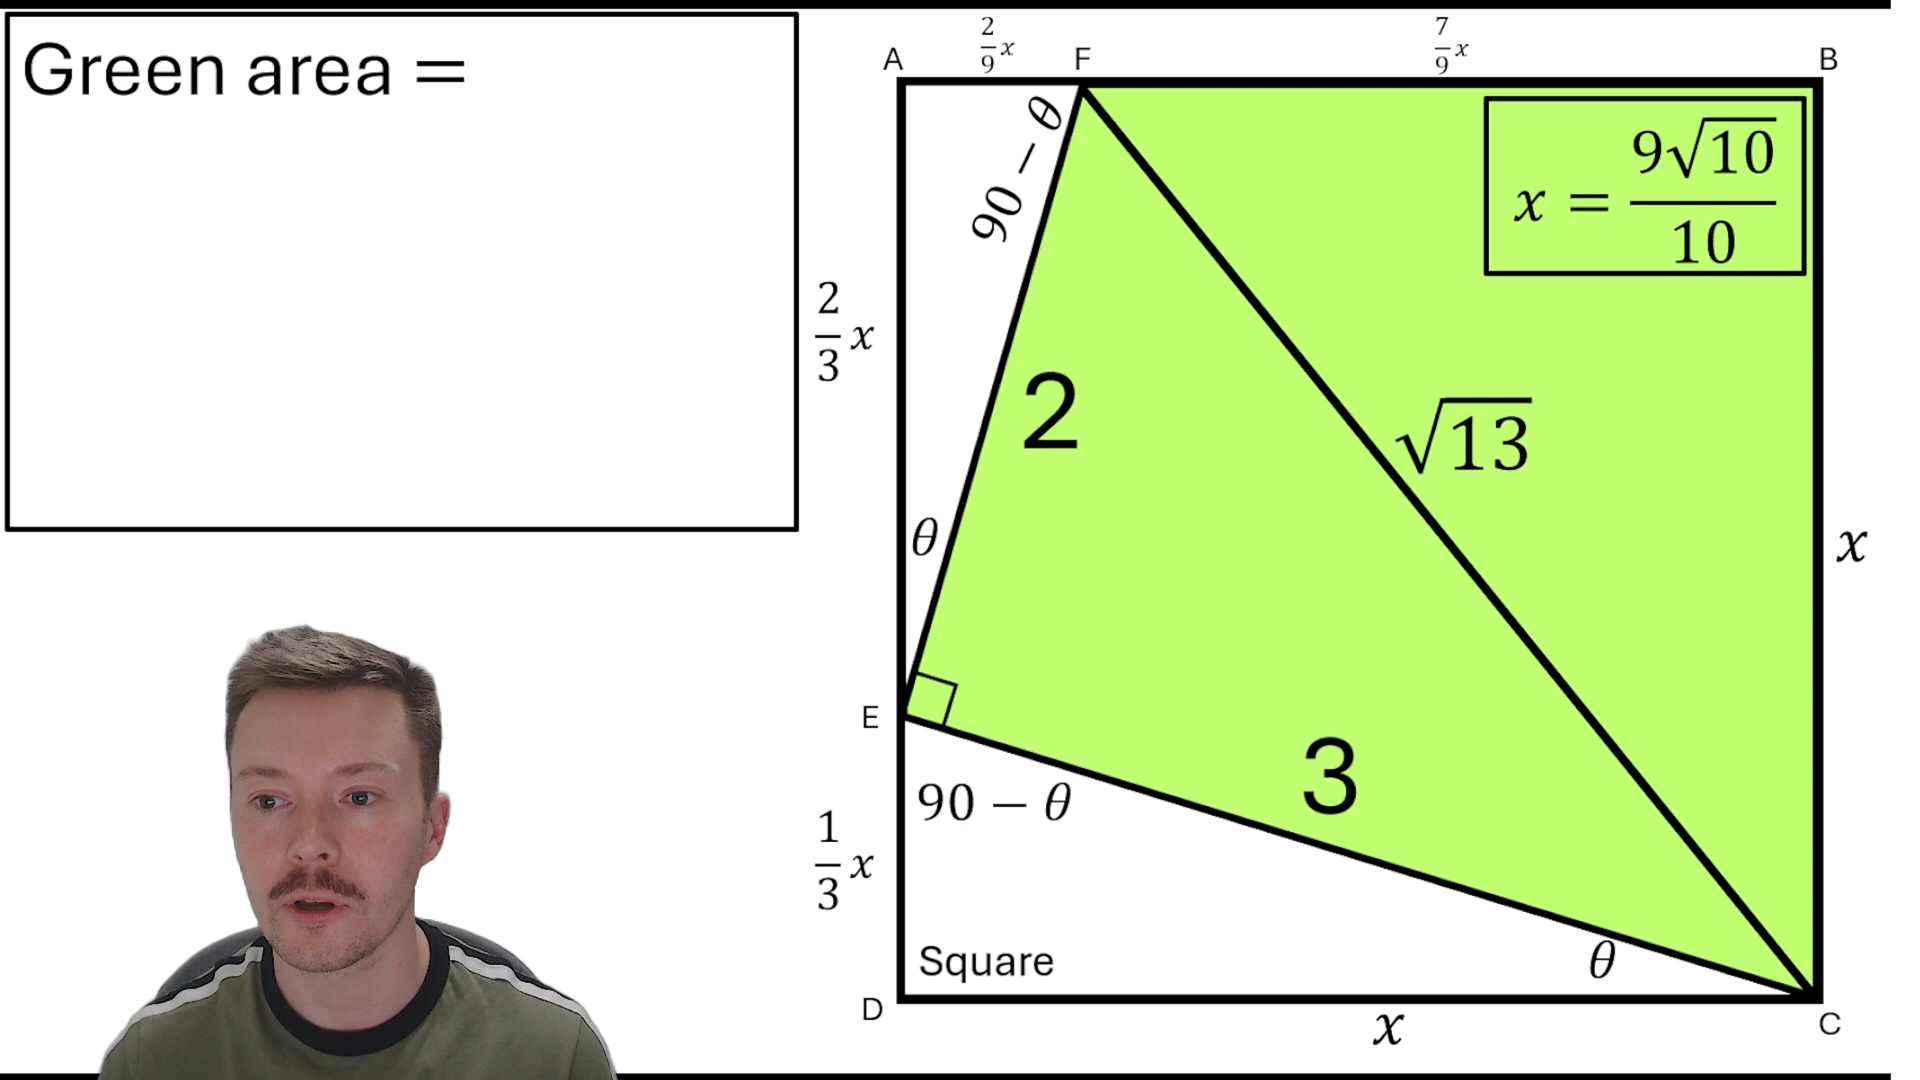 Green area =
A
2/9 x
F
7/9 x
B
90 − θ
x = 9√10/10
2/3 x
2
√13
θ
x
E
3
90 − θ
1/3 x
Square
θ
D
x
C